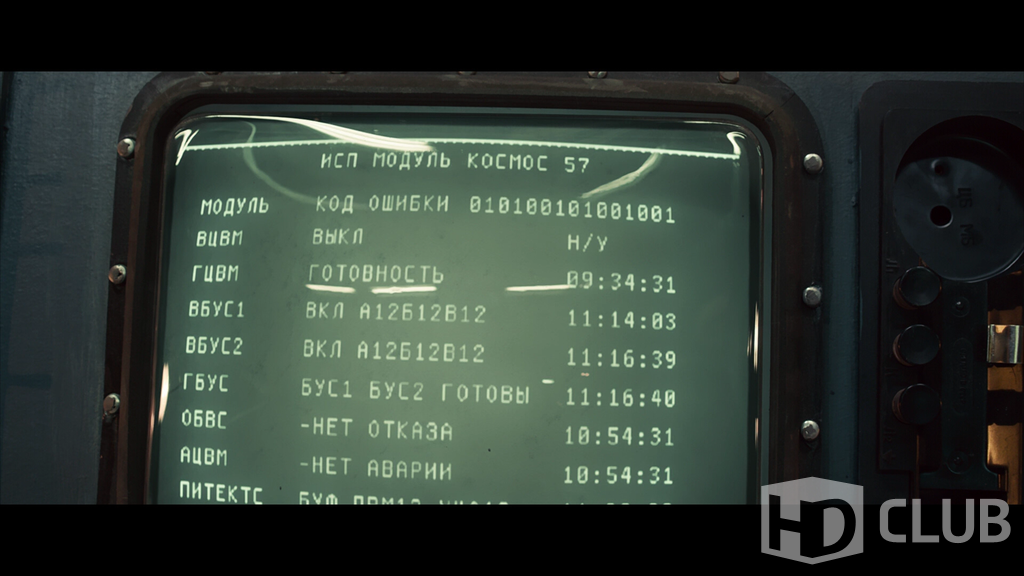 ИСП МОДУЛЬ КОСМОС 57
МОДУЛЬ КОД ОШИБКИ 010100101001001
ВЦВМ ВЫКЛ Н/У
ГЦВМ ГОТОВНОСТЬ 09:34:31
ВБУС1 ВКЛ А12Б12В12 11:14:03
ВБУС2 ВКЛ А12Б12В12 11:16:39
ГБУС БУС1 БУС2 ГОТОВЫ 11:16:40
ОБВС -НЕТ ОТКАЗА 10:54:31
АЦВМ -НЕТ АВАРИИ 10:54:31
ПИТЕКТС
HD CLUB